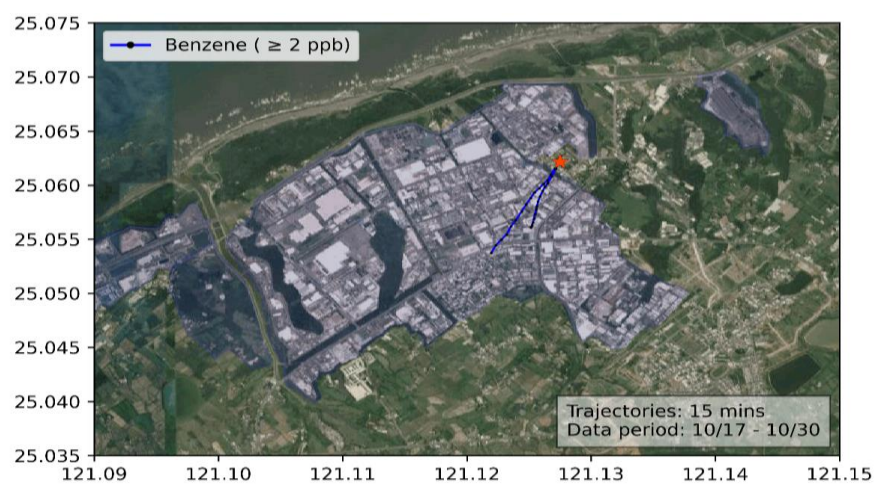 25.075
Benzene ( ≥ 2 ppb)
25.070
25.065
25.060
25.055
25.050
25.045
25.040
Trajectories: 15 mins
Data period: 10/17 - 10/30
25.035
121.09 121.10 121.11 121.12 121.13 121.14 121.15